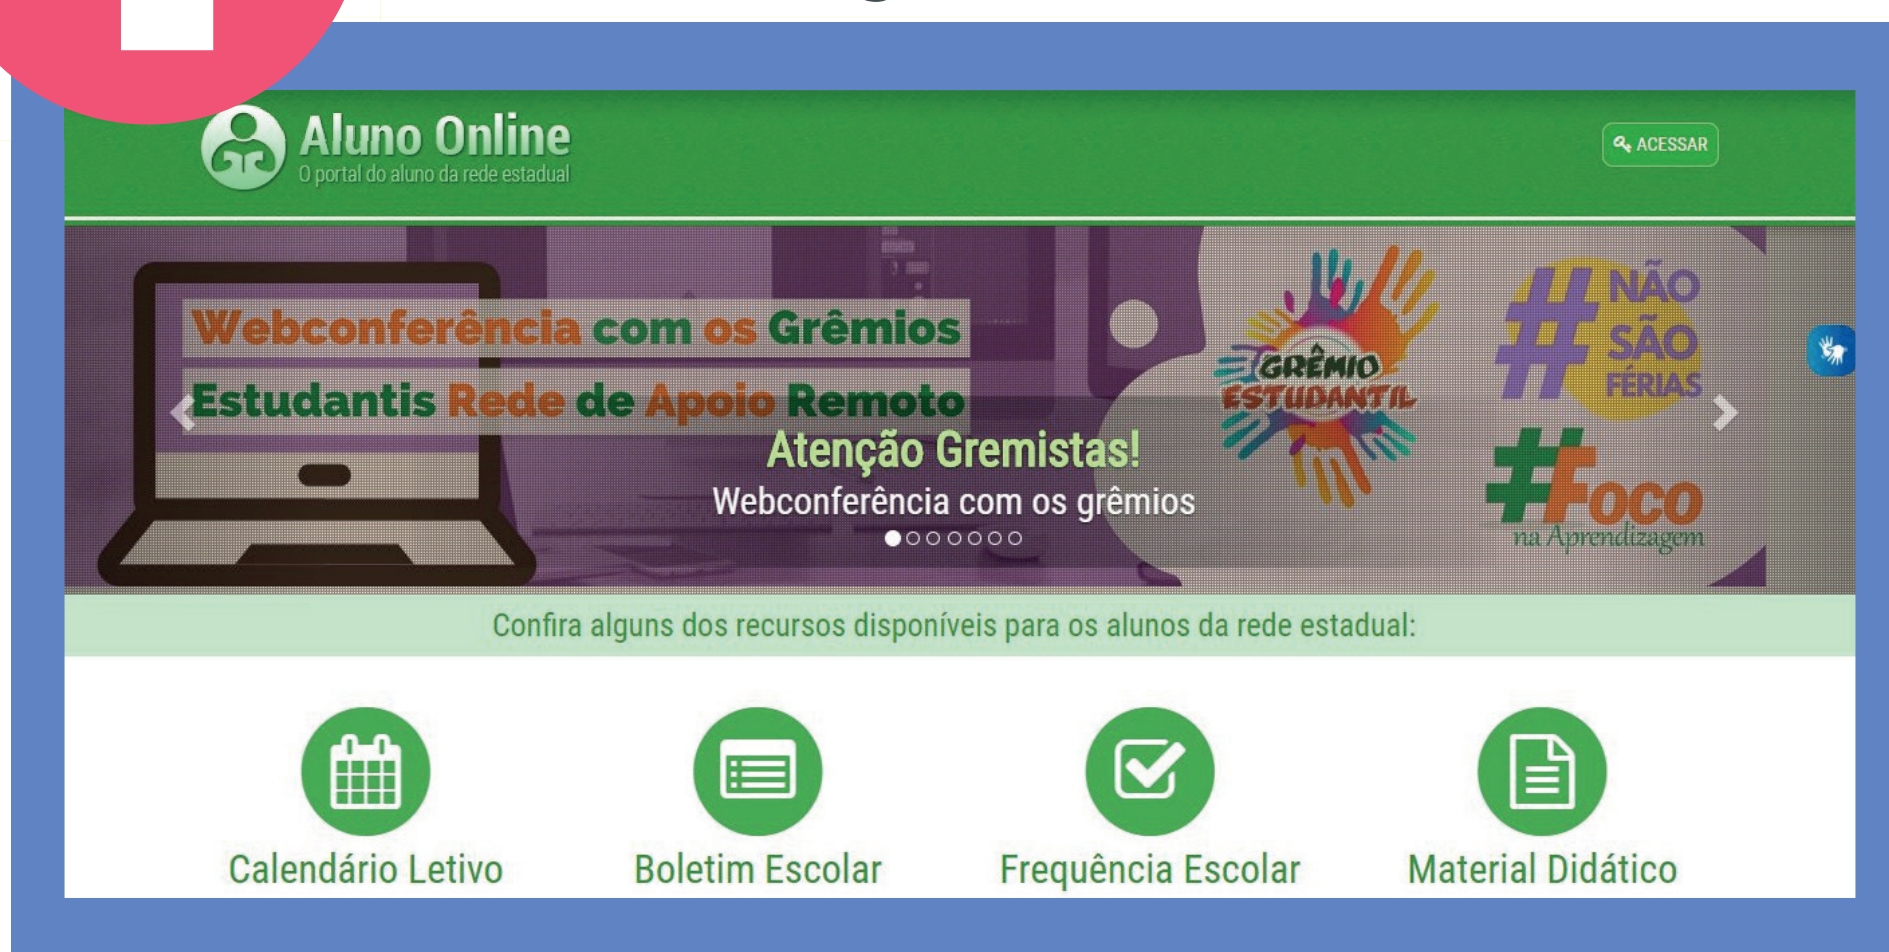 Aluno Online
O portal do aluno da rede estadual
ACESSAR
Webconferência com os Grêmios
Estudantis Rede de Apoio Remoto
GRÊMIO
ESTUDANTIL
#NÃO
SÃO
FÉRIAS
#FOCO
na Aprendizagem
Atenção Gremistas!
Webconferência com os grêmios
Confira alguns dos recursos disponíveis para os alunos da rede estadual:
Calendário Letivo
Boletim Escolar
Frequência Escolar
Material Didático